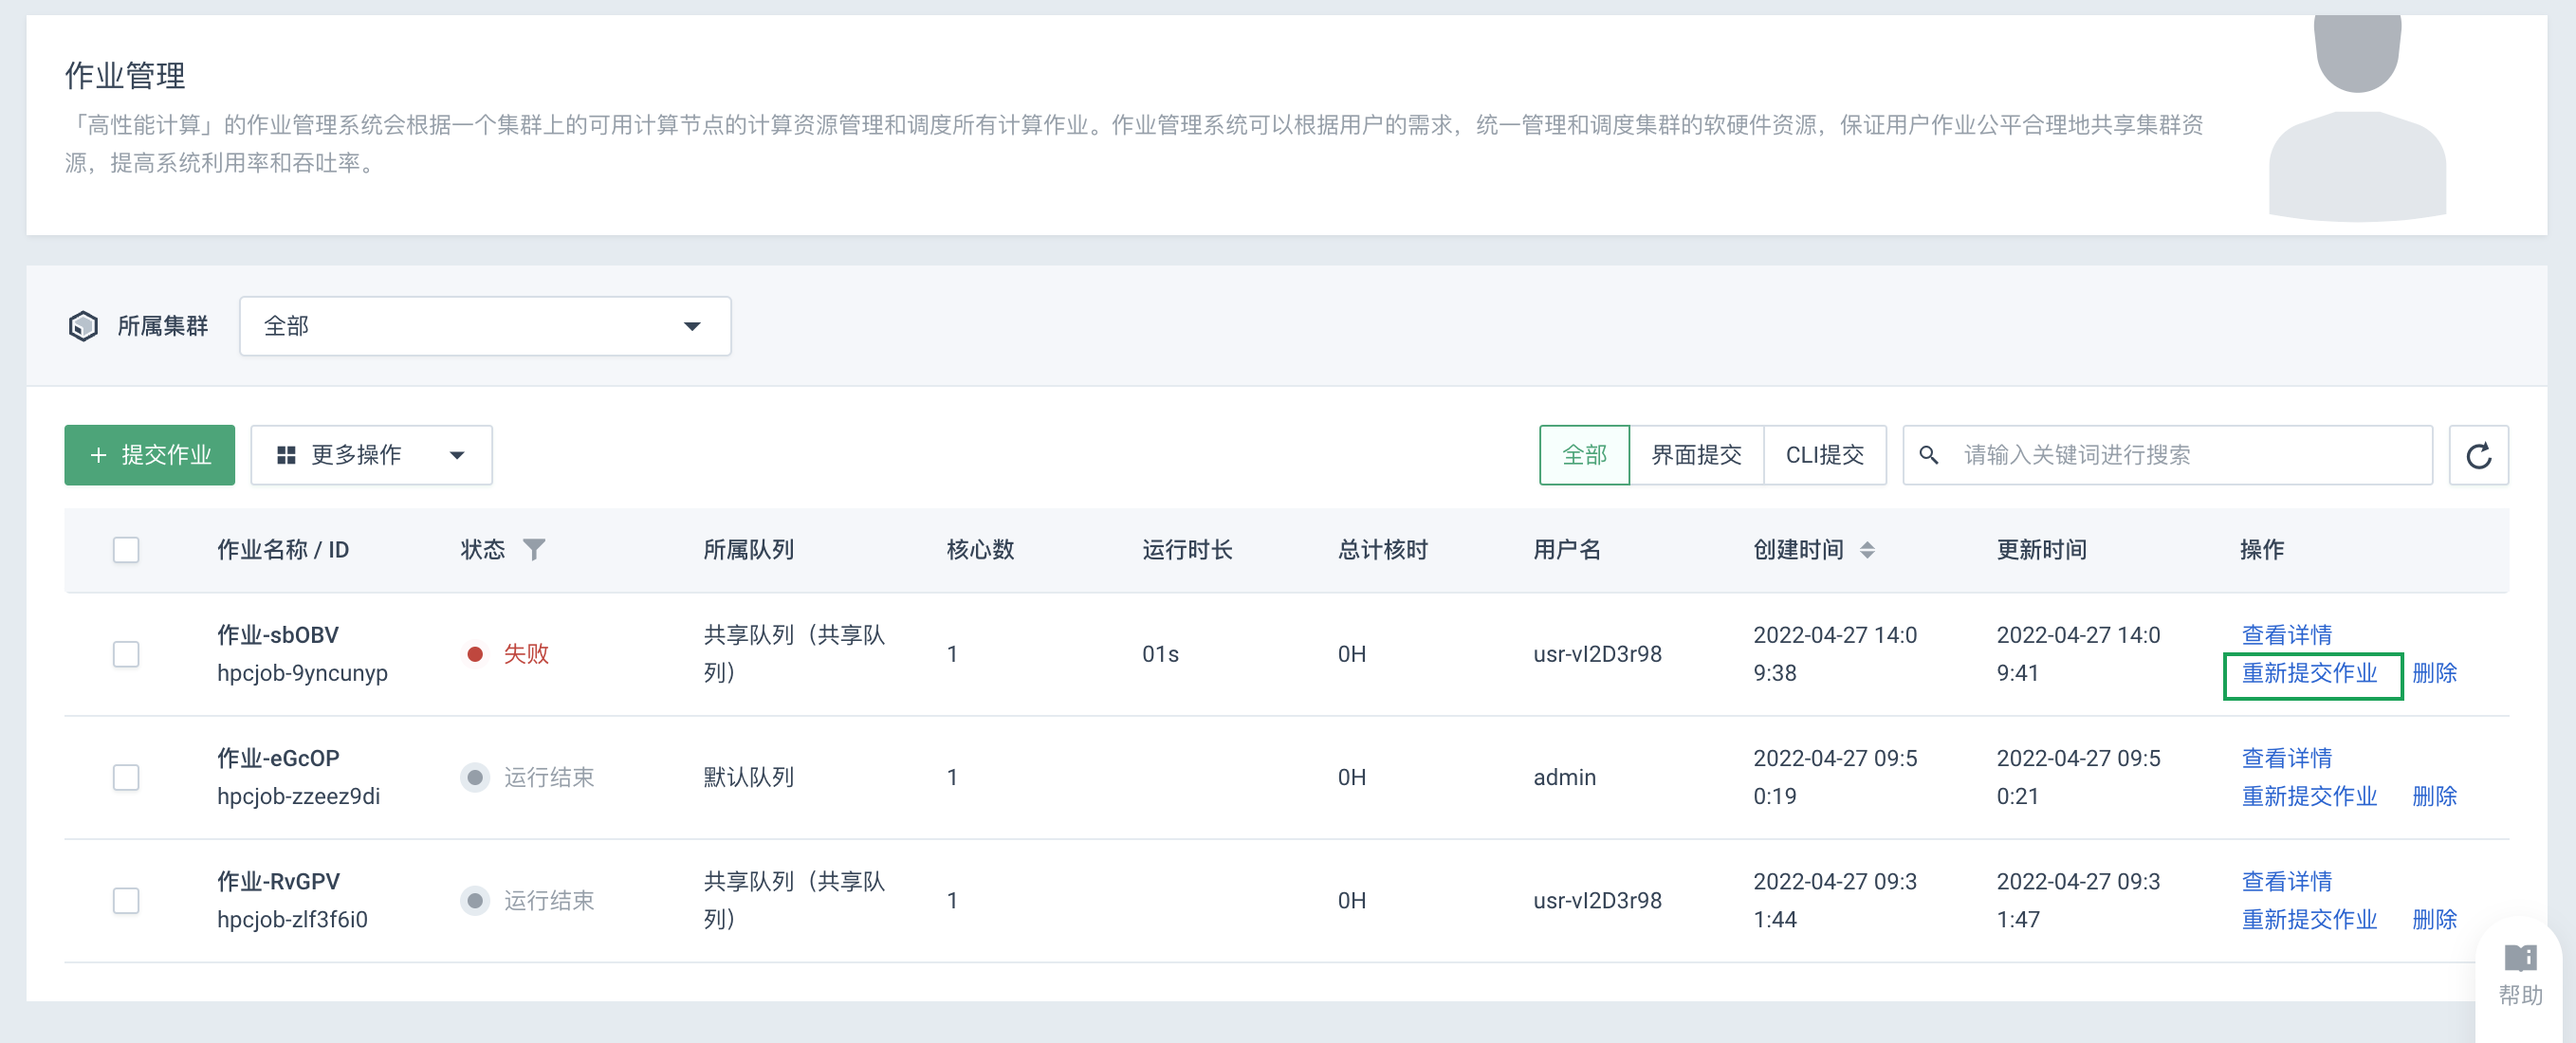 作业管理
「高性能计算」的作业管理系统会根据一个集群上的可用计算节点的计算资源管理和调度所有计算作业。作业管理系统可以根据用户的需求，统一管理和调度集群的软硬件资源，保证用户作业公平合理地共享集群资
源，提高系统利用率和吞吐率。
所属集群 全部
+ 提交作业 更多操作 全部 界面提交 CLI提交 请输入关键词进行搜索
作业名称 / ID 状态 所属队列 核心数 运行时长 总计核时 用户名 创建时间 更新时间 操作
作业-sbOBV 共享队列（共享队 2022-04-27 14:0 2022-04-27 14:0 查看详情
失败 1 01s 0H usr-vI2D3r98
hpcjob-9yncunyp 列） 9:38 9:41 重新提交作业 删除
作业-eGcOP 2022-04-27 09:5 2022-04-27 09:5 查看详情
运行结束 默认队列 1 0H admin
hpcjob-zzeez9di 0:19 0:21 重新提交作业 删除
作业-RvGPV 共享队列（共享队 2022-04-27 09:3 2022-04-27 09:3 查看详情
运行结束 1 0H usr-vI2D3r98
hpcjob-zlf3f6i0 列） 1:44 1:47 重新提交作业 删除
帮助